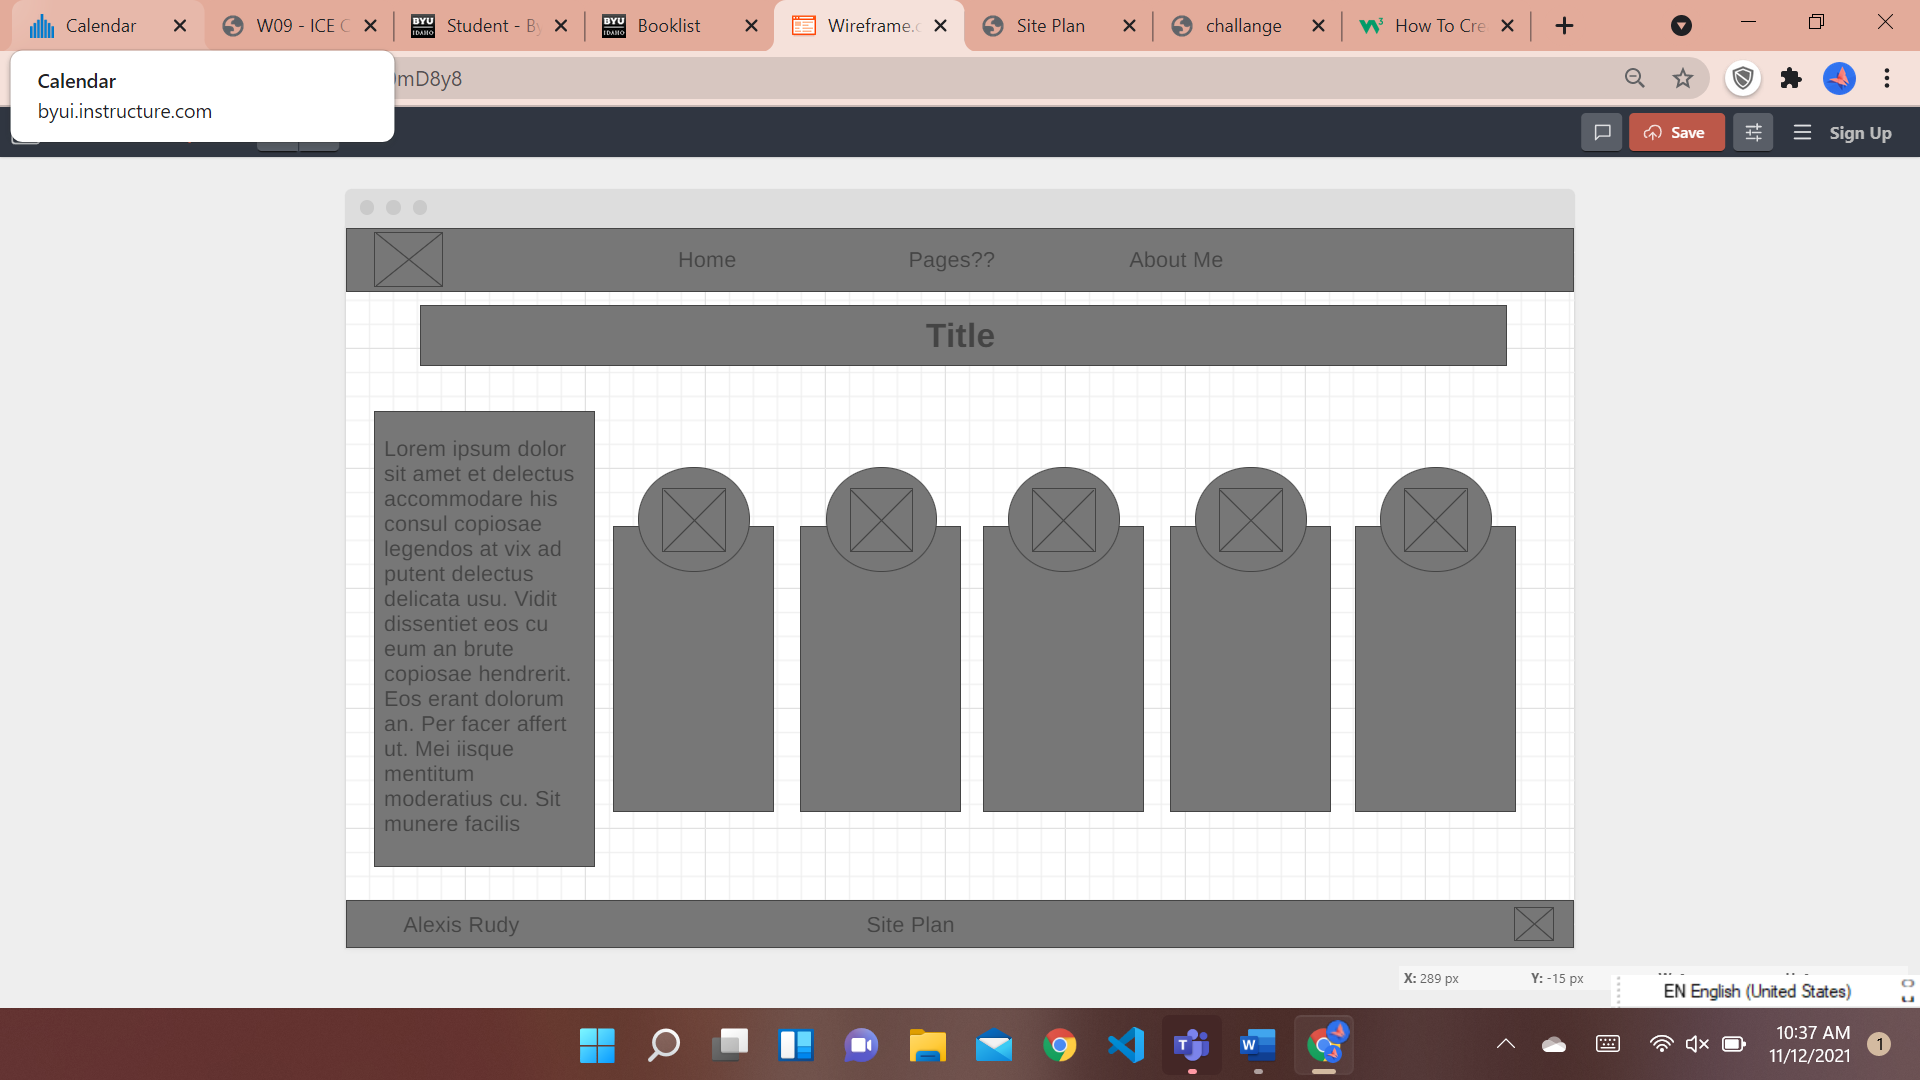 Calendar
W09 - ICE C
Student - By
Booklist
Wireframe.c
Site Plan
challange
How To Cre
Calendar
byui.instructure.com
mD8y8
Save
Sign Up
Home
Pages??
About Me
Title
Lorem ipsum dolor
sit amet et delectus
accommodare his
consul copiosae
legendos at vix ad
putent delectus
delicata usu. Vidit
dissentiet eos cu
eum an brute
copiosae hendrerit.
Eos erant dolorum
an. Per facer affert
ut. Mei iisque
mentitum
moderatius cu. Sit
munere facilis
Alexis Rudy
Site Plan
X: 289 px
Y: -15 px
EN English (United States)
10:37 AM
11/12/2021
1